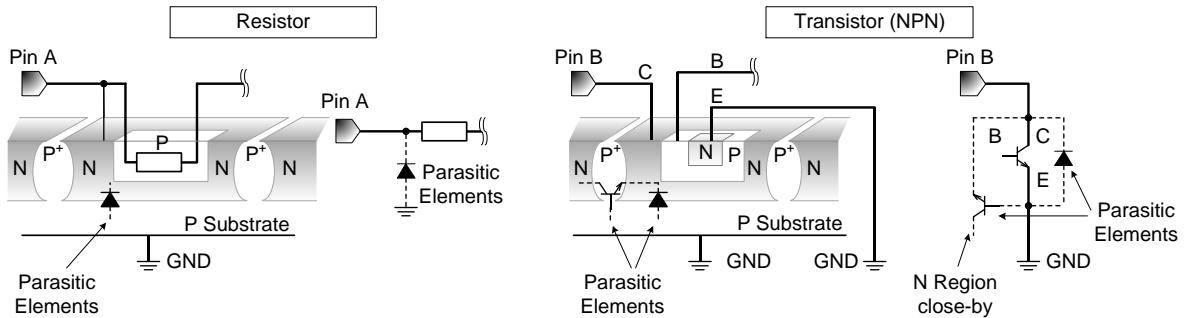 Resistor
Pin A
N
P+
N
P
N
P+
N
Parasitic
Elements
P Substrate
GND
Pin A
Parasitic
Elements
Transistor (NPN)
Pin B
C
B
E
N
P+
N
N
P
P+
N
P Substrate
GND
GND
Parasitic
Elements
Pin B
B
C
E
Parasitic
Elements
GND
N Region
close-by